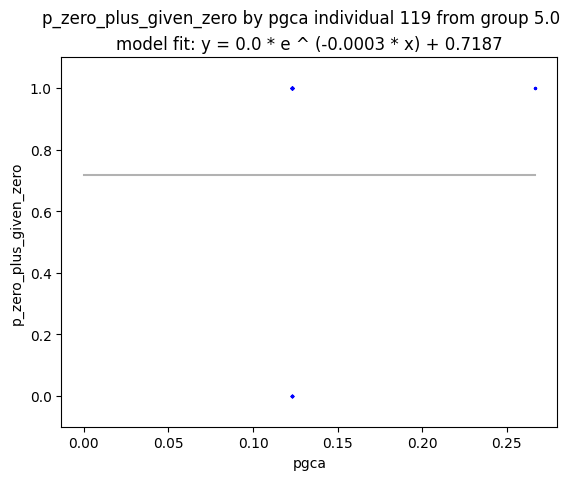 p_zero_plus_given_zero by pgca individual 119 from group 5.0
model fit: y = 0.0 * e ^ (-0.0003 * x) + 0.7187
1.0
0.8
0.6
0.4
0.2
0.0
p_zero_plus_given_zero
0.00 0.05 0.10 0.15 0.20 0.25
pgca